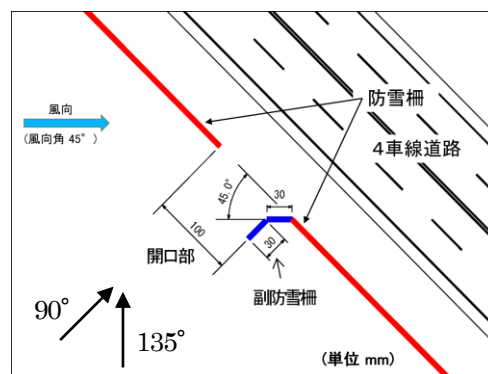 風向
(風向角 45°)
防雪柵
4車線道路
45.0°
30
100
30
開口部
副防雪柵
90°
135°
(単位 mm)